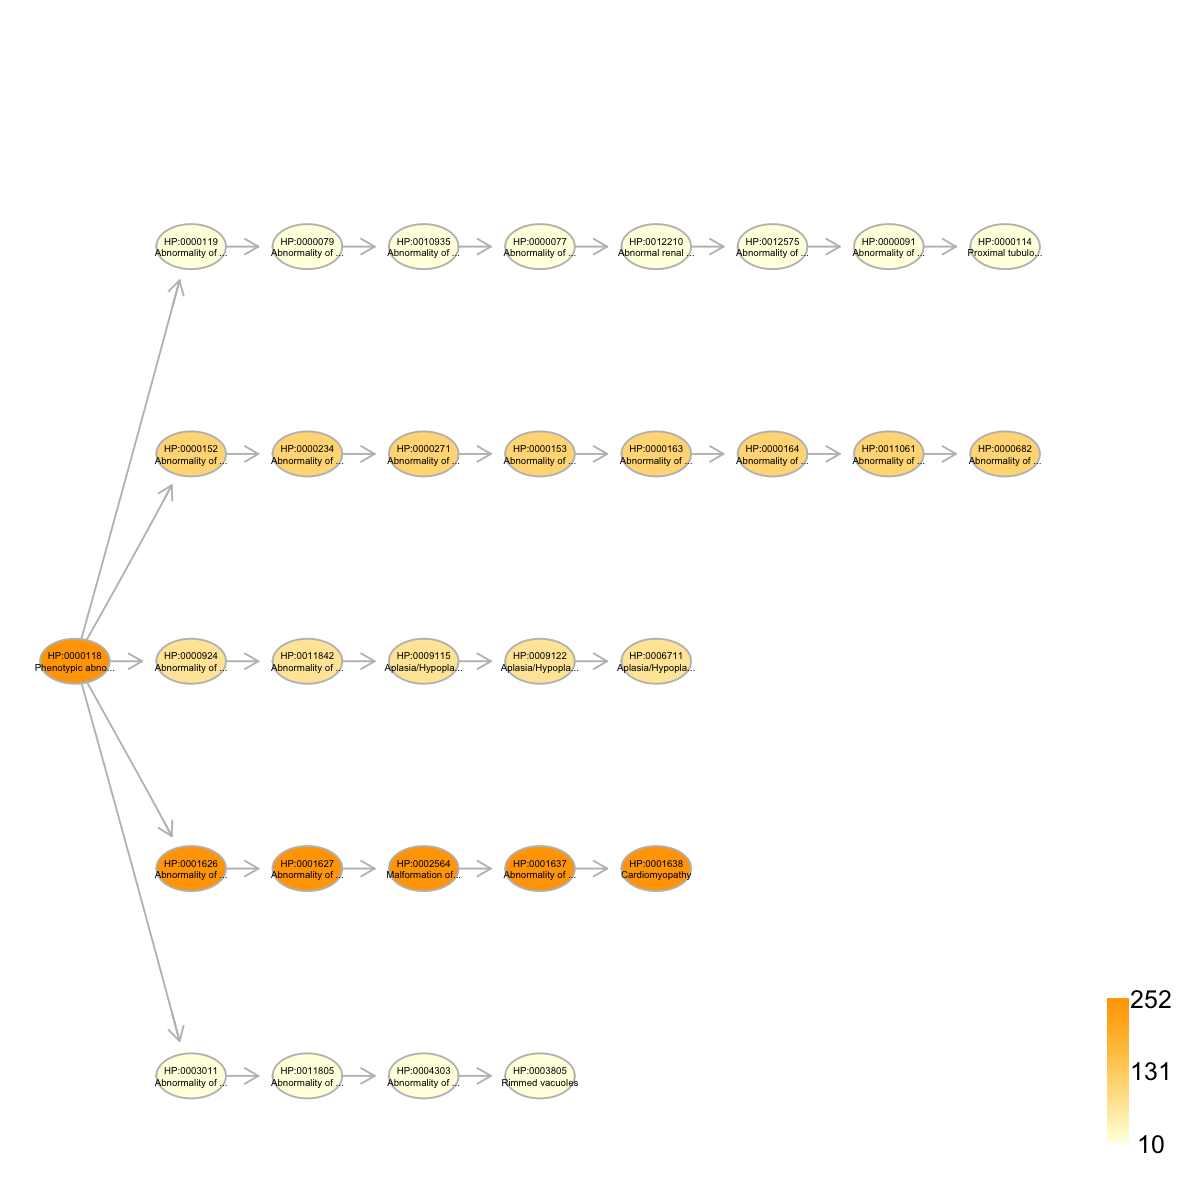 HP:0000119
Abnormality of ...
HP:0000079
Abnormality of ...
HP:0010935
Abnormality of ...
HP:0000077
Abnormality of ...
HP:0012210
Abnormal renal ...
HP:0012575
Abnormality of ...
HP:0000091
Abnormality of ...
HP:0000114
Proximal tubulo...
HP:0000152
Abnormality of ...
HP:0000234
Abnormality of ...
HP:0000271
Abnormality of ...
HP:0000153
Abnormality of ...
HP:0000163
Abnormality of ...
HP:0000164
Abnormality of ...
HP:0011061
Abnormality of ...
HP:0000682
Abnormality of ...
HP:0000118
Phenotypic abno...
HP:0000924
Abnormality of ...
HP:0011842
Abnormality of ...
HP:0009115
Aplasia/Hypopla...
HP:0009122
Aplasia/Hypopla...
HP:0006711
Aplasia/Hypopla...
HP:0001626
Abnormality of ...
HP:0001627
Abnormality of ...
HP:0002564
Malformation of...
HP:0001637
Abnormality of ...
HP:0001638
Cardiomyopathy
HP:0003011
Abnormality of ...
HP:0011805
Abnormality of ...
HP:0004303
Abnormality of ...
HP:0003805
Rimmed vacuoles
252
131
10